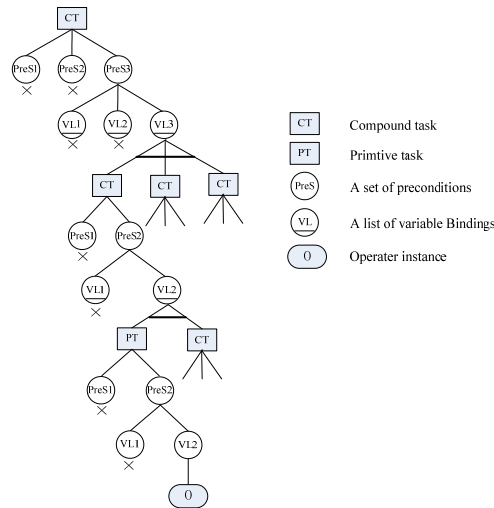 CT
PreS1 PreS2 PreS3
VL1 VL2 VL3
CT CT CT
PreS1 PreS2
VL1 VL2
PT CT
PreS1 PreS2
VL1 VL2
O
CT Compound task
PT Primtive task
PreS A set of preconditions
VL A list of variable Bindings
O Operater instance